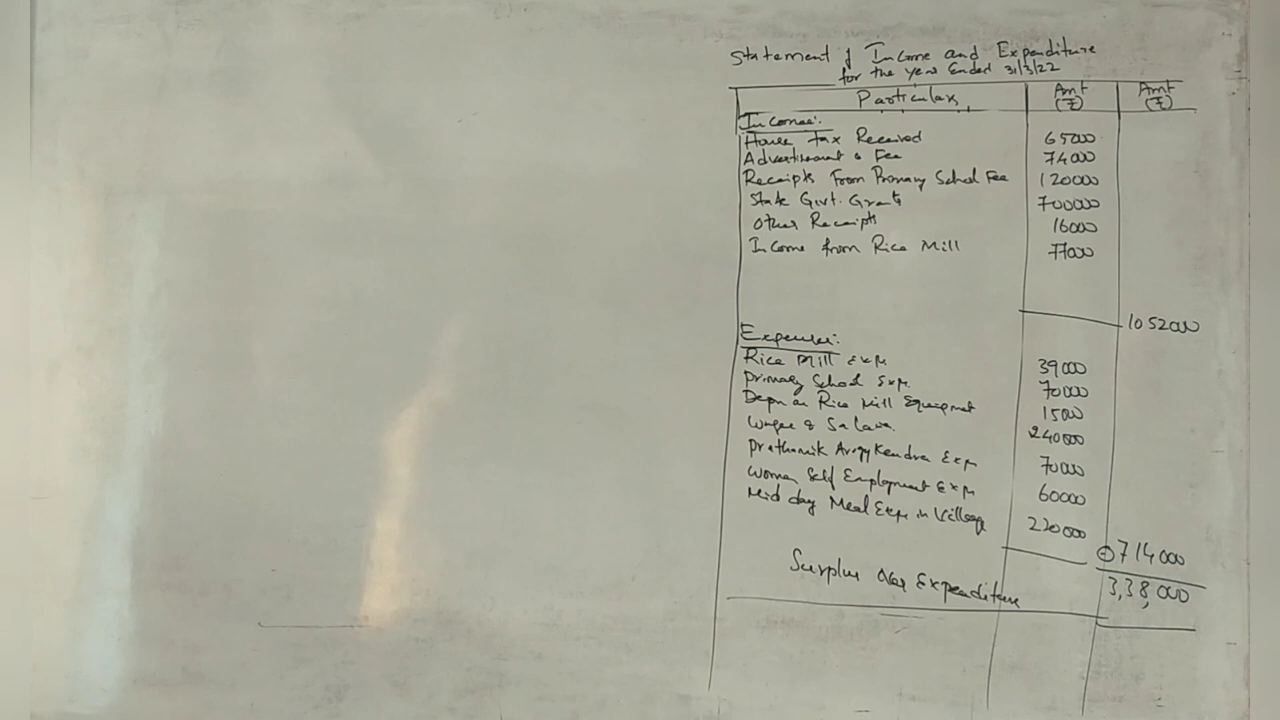 Statement of Income and Expenditure
for the year Ended 31/3/22
Particulars Amt (₹) Amt (₹)
Income:
House Tax Received 65000
Advertisement & Fee 74000
Receipts From Primary School Fee 120000
State Govt. Grants 700000
Other Receipts 16000
Income from Rice Mill 77000
1052000
Expenses:
Rice Mill Exp. 39000
Primary School Exp. 70000
Depn on Rice Mill Equipment 15000
Wages & Salaries 240000
Prathmik Arogy Kendra Exp 70000
Women Self Employment Exp 60000
Mid day Meal Exp. in Village 220000
(-) 714000
Surplus Over Expenditure 3,38,000